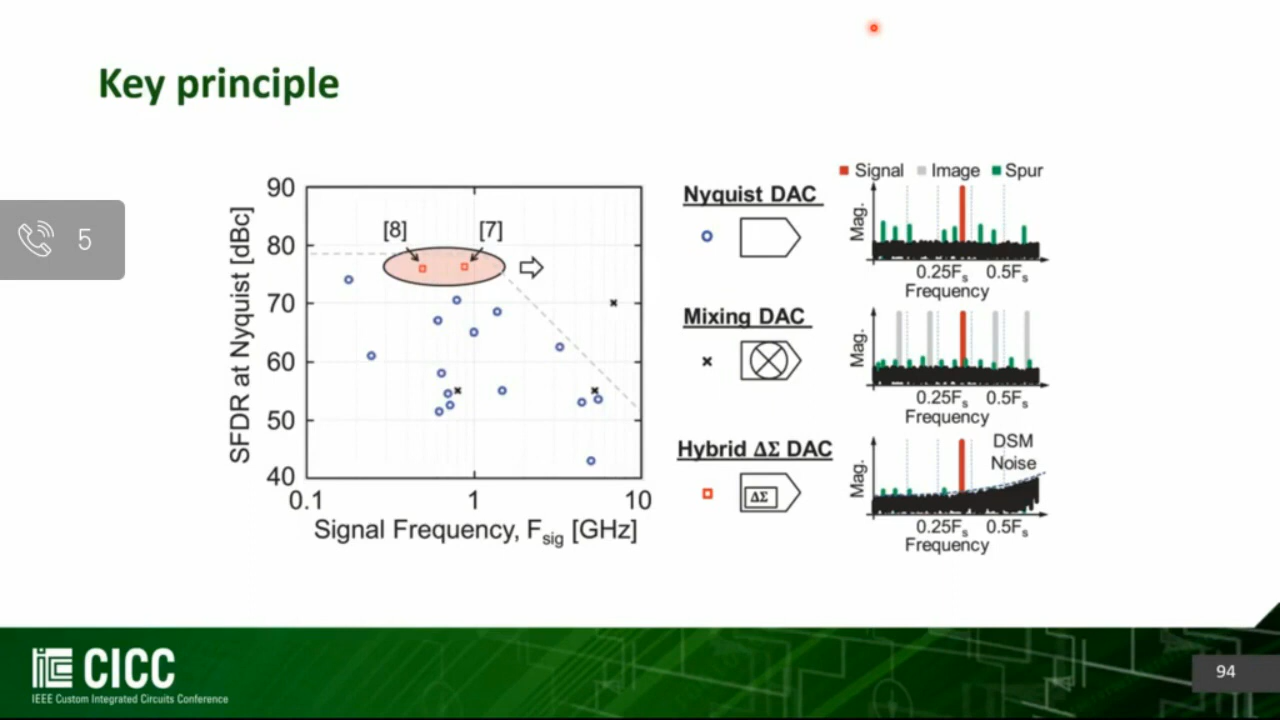 Key principle
5
90
80
70
60
50
40
SFDR at Nyquist [dBc]
[8]
[7]
0.1
1
10
Signal Frequency, Fsig [GHz]
Nyquist DAC
Mixing DAC
Hybrid ΔΣ DAC
ΔΣ
Signal Image Spur
Mag.
0.25Fs 0.5Fs
Frequency
Mag.
0.25Fs 0.5Fs
Frequency
DSM
Noise
Mag.
0.25Fs 0.5Fs
Frequency
CICC
IEEE Custom Integrated Circuits Conference
94